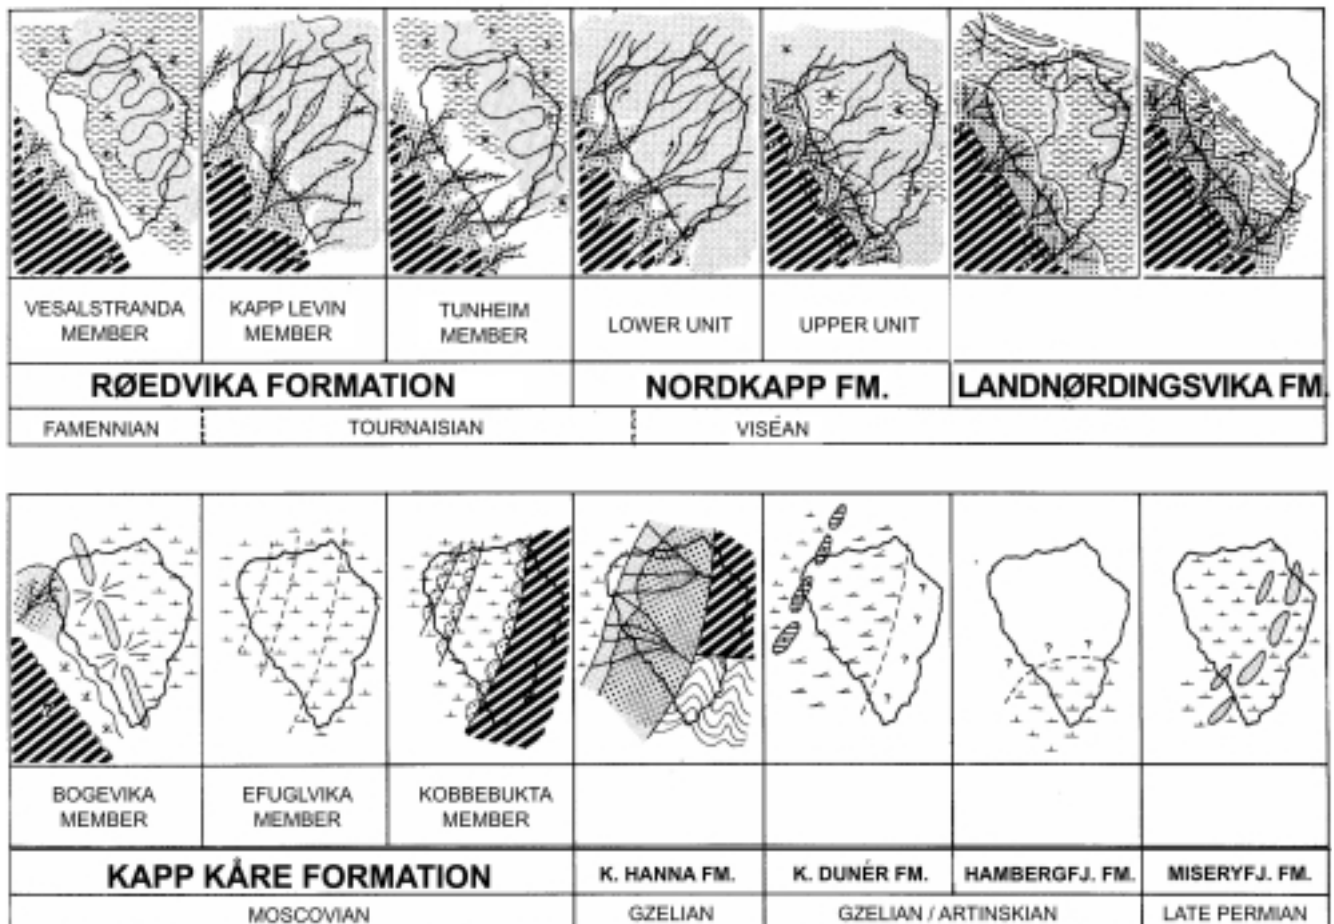 VESALSTRANDA
MEMBER
KAPP LEVIN
MEMBER
TUNHEIM
MEMBER
LOWER UNIT
UPPER UNIT
RØEDVIKA FORMATION
NORDKAPP FM.
LANDNØRDINGSVIKA FM.
FAMENNIAN
TOURNAISIAN
VISÉAN
? ? ? ? ? ?
?
BOGEVIKA
MEMBER
EFUGLVIKA
MEMBER
KOBBEBUKTA
MEMBER
KAPP KÅRE FORMATION
K. HANNA FM.
K. DUNÉR FM.
HAMBERGFJ. FM.
MISERYFJ. FM.
MOSCOVIAN
GZELIAN
GZELIAN / ARTINSKIAN
LATE PERMIAN